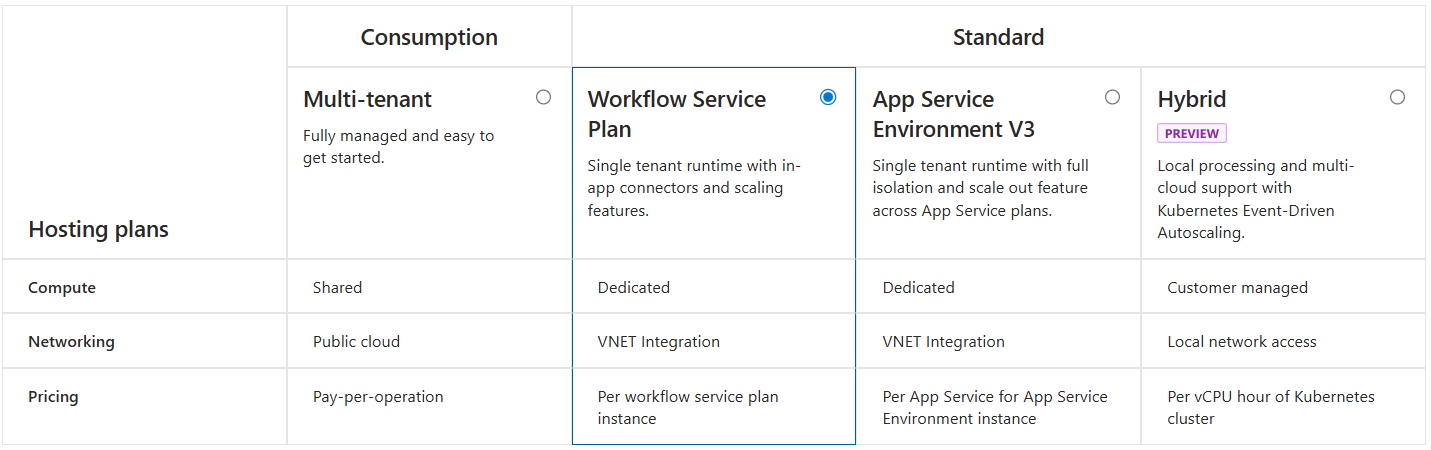 Consumption
Standard
Hosting plans
Multi-tenant
Fully managed and easy to
get started.
Workflow Service
Plan
Single tenant runtime with in-
app connectors and scaling
features.
App Service
Environment V3
Single tenant runtime with full
isolation and scale out feature
across App Service plans.
Hybrid
PREVIEW
Local processing and multi-
cloud support with
Kubernetes Event-Driven
Autoscaling.
Compute
Shared
Dedicated
Dedicated
Customer managed
Networking
Public cloud
VNET Integration
VNET Integration
Local network access
Pricing
Pay-per-operation
Per workflow service plan
instance
Per App Service for App Service
Environment instance
Per vCPU hour of Kubernetes
cluster